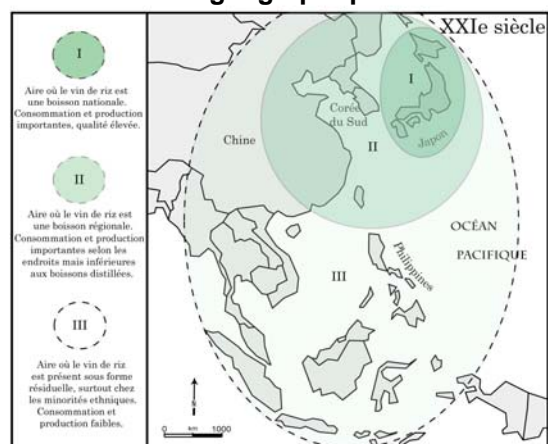 XXIe siècle
I
Aire où le vin de riz est
une boisson nationale.
Consommation et production
importantes, qualité élevée.
II
Aire où le vin de riz est
une boisson régionale.
Consommation et production
importantes selon les
endroits mais inférieures
aux boissons distillées.
III
Aire où le vin de riz
est présent sous forme
résiduelle, surtout chez
les minorités ethniques.
Consommation et
production faibles.
I
Corée
du Sud
Japon
Chine
II
OCÉAN
PACIFIQUE
Philippines
III
N
0 km 1000